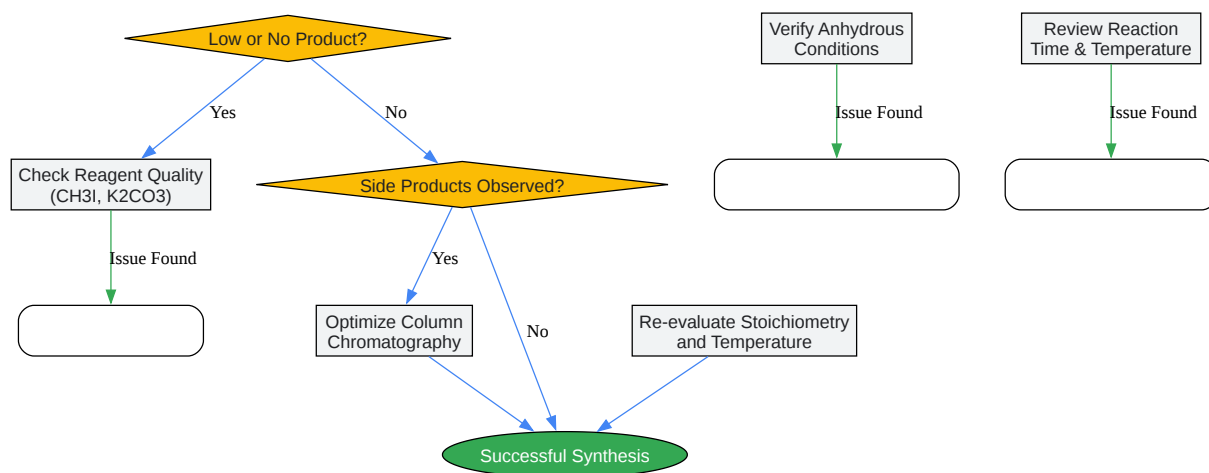 Low or No Product?
Verify Anhydrous
Conditions
Review Reaction
Time & Temperature
Yes
No
Issue Found
Issue Found
Check Reagent Quality
(CH3I, K2CO3)
Side Products Observed?
Issue Found
Yes
No
Optimize Column
Chromatography
Re-evaluate Stoichiometry
and Temperature
Successful Synthesis